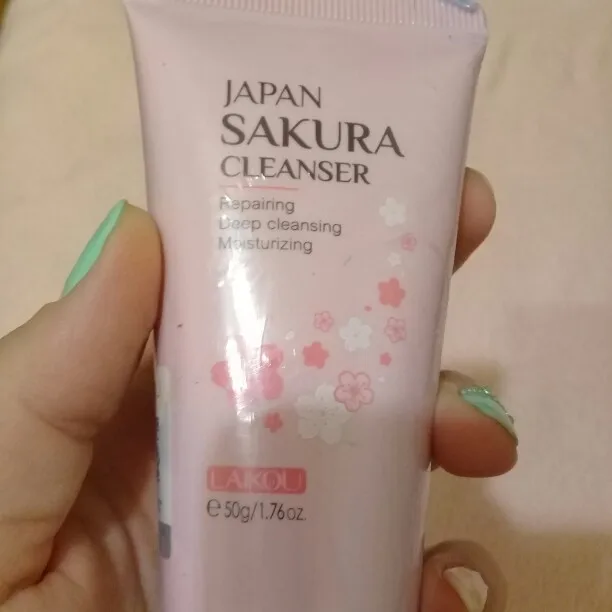 JAPAN
SAKURA
CLEANSER
Repairing
Deep cleansing
Moisturizing
LAIKOU
℮ 50g/1.76oz.